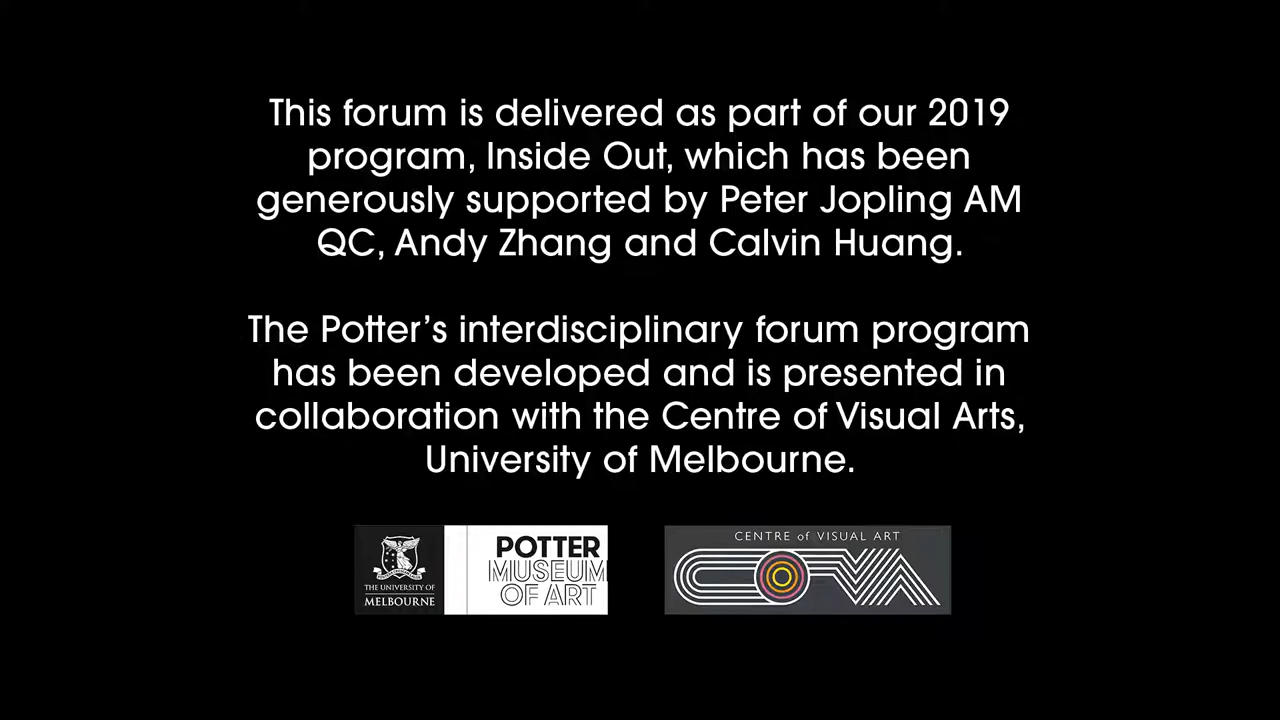 This forum is delivered as part of our 2019
program, Inside Out, which has been
generously supported by Peter Jopling AM
QC, Andy Zhang and Calvin Huang.
The Potter’s interdisciplinary forum program
has been developed and is presented in
collaboration with the Centre of Visual Arts,
University of Melbourne.
THE UNIVERSITY OF
MELBOURNE
POTTER
MUSEUM
OF ART
CENTRE of VISUAL ART
COVA